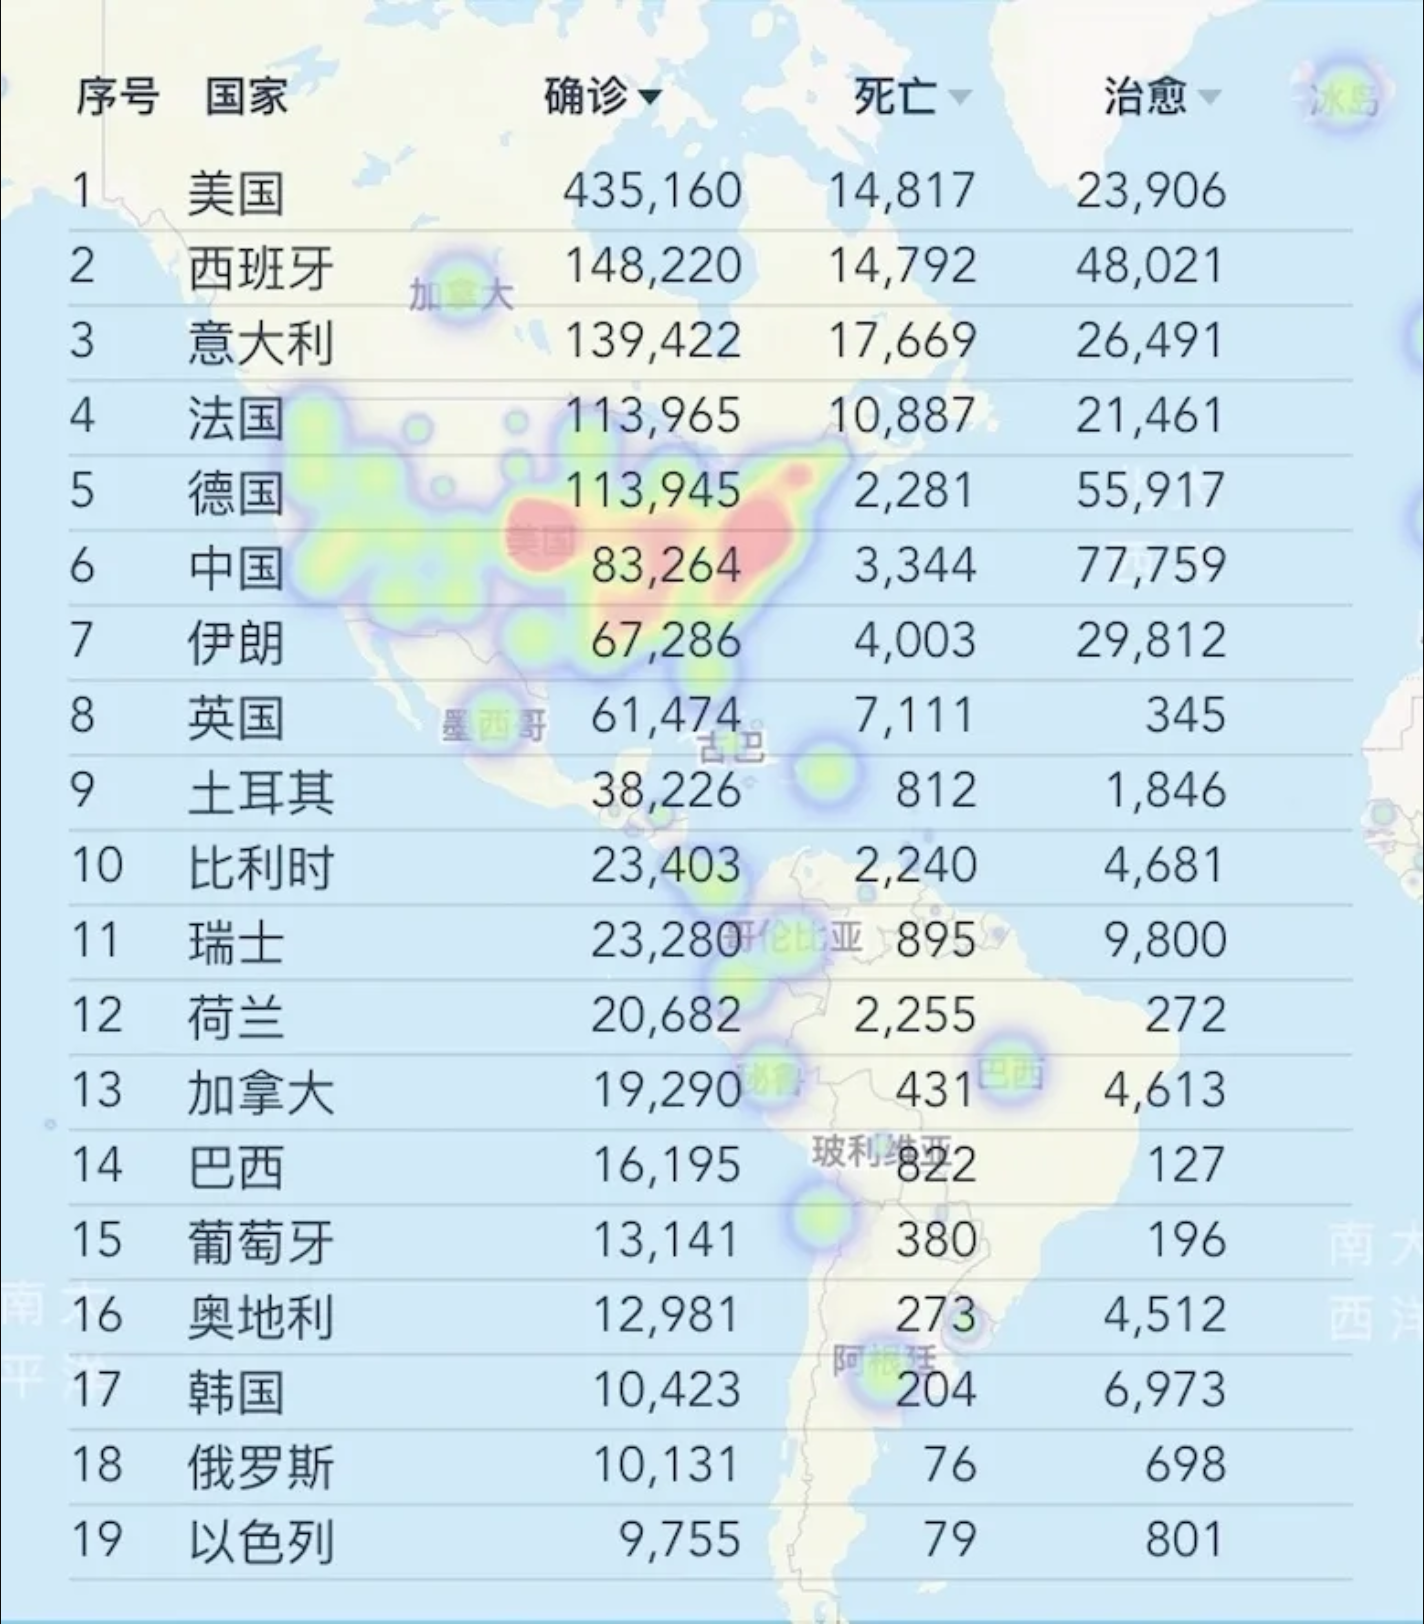 序号 国家 确诊 死亡 治愈
冰島
1 美国 435,160 14,817 23,906
2 西班牙 148,220 14,792 48,021
加拿大
3 意大利 139,422 17,669 26,491
4 法国 113,965 10,887 21,461
5 德国 113,945 2,281 55,917
美国
6 中国 83,264 3,344 77,759
7 伊朗 67,286 4,003 29,812
8 英国 61,474 7,111 345
墨西哥
古巴
9 土耳其 38,226 812 1,846
10 比利时 23,403 2,240 4,681
11 瑞士 23,280 895 9,800
哥伦比亚
12 荷兰 20,682 2,255 272
秘鲁
巴西
13 加拿大 19,290 431 4,613
玻利维亚
14 巴西 16,195 822 127
15 葡萄牙 13,141 380 196
南大
西洋
南大
平洋
16 奥地利 12,981 273 4,512
阿根廷
17 韩国 10,423 204 6,973
18 俄罗斯 10,131 76 698
19 以色列 9,755 79 801